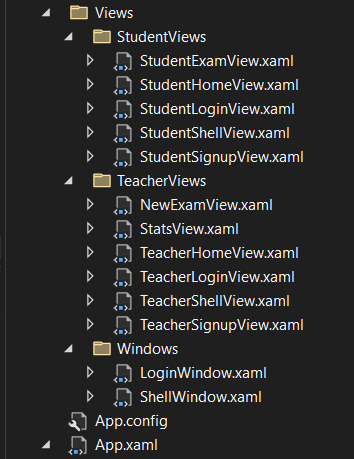 Views
StudentViews
StudentExamView.xaml
StudentHomeView.xaml
StudentLoginView.xaml
StudentShellView.xaml
StudentSignupView.xaml
TeacherViews
NewExamView.xaml
StatsView.xaml
TeacherHomeView.xaml
TeacherLoginView.xaml
TeacherShellView.xaml
TeacherSignupView.xaml
Windows
LoginWindow.xaml
ShellWindow.xaml
App.config
App.xaml